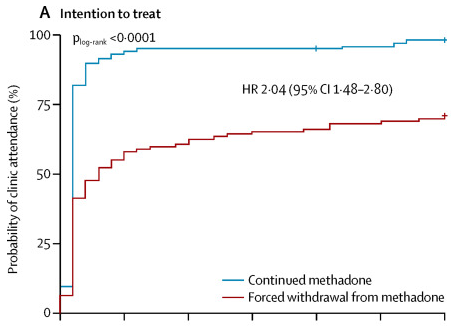 A Intention to treat
100
p log-rank <0·0001
HR 2·04 (95% CI 1·48–2·80)
75
50
25
0
Probability of clinic attendance (%)
Continued methadone
Forced withdrawal from methadone